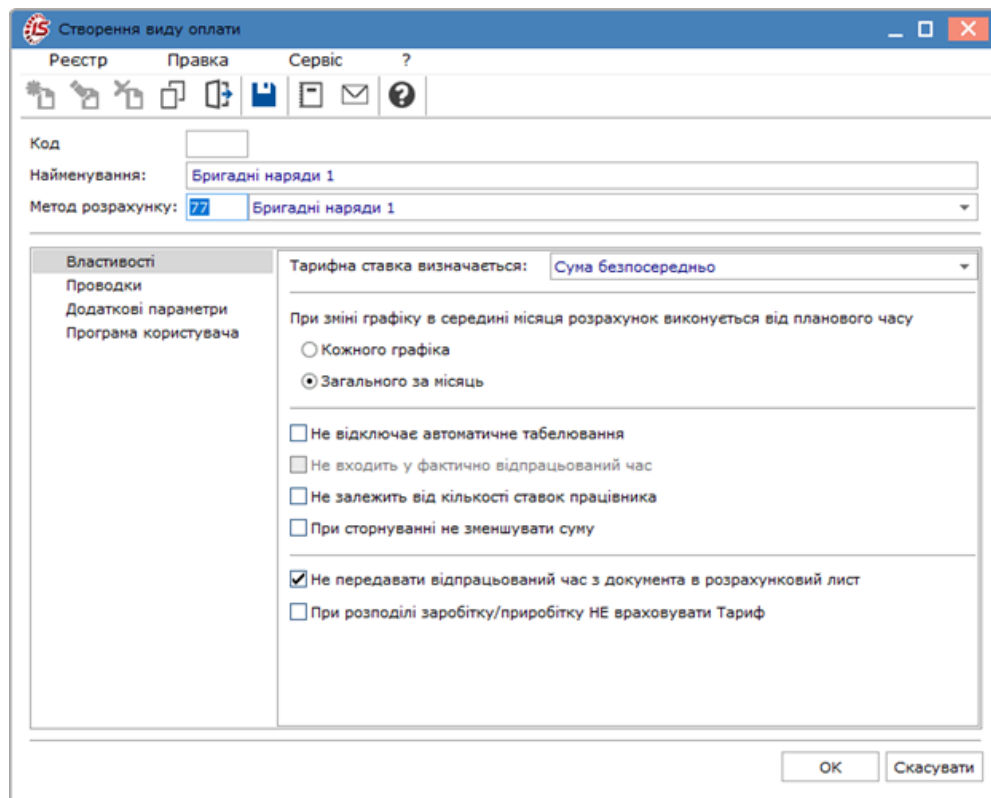 Створення виду оплати
Реєстр Правка Сервіс ?
Код
Найменування: Бригадні наряди 1
Метод розрахунку: 77 Бригадні наряди 1
Властивості
Проводки
Додаткові параметри
Програма користувача
Тарифна ставка визначається: Сума безпосередньо
При зміні графіку в середині місяця розрахунок виконується від планового часу
Кожного графіка
Загального за місяць
Не відключає автоматичне табелювання
Не входить у фактично відпрацьований час
Не залежить від кількості ставок працівника
При сторнуванні не зменшувати суму
Не передавати відпрацьований час з документа в розрахунковий лист
При розподілі заробітку/приробітку НЕ враховувати Тариф
ОК Скасувати